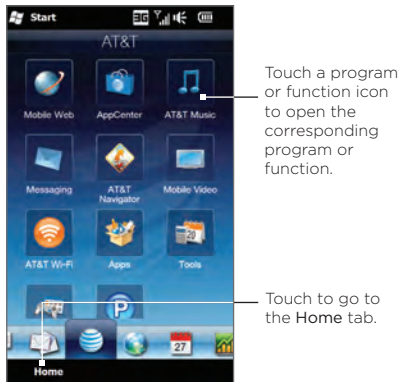 Start
3G
AT&T
Mobile Web
AppCenter
AT&T Music
Touch a program
or function icon
to open the
corresponding
program or
function.
Messaging
AT&T
Navigator
Mobile Video
AT&T Wi-Fi
Apps
Tools
20
P
Touch to go to
the Home tab.
27
Home